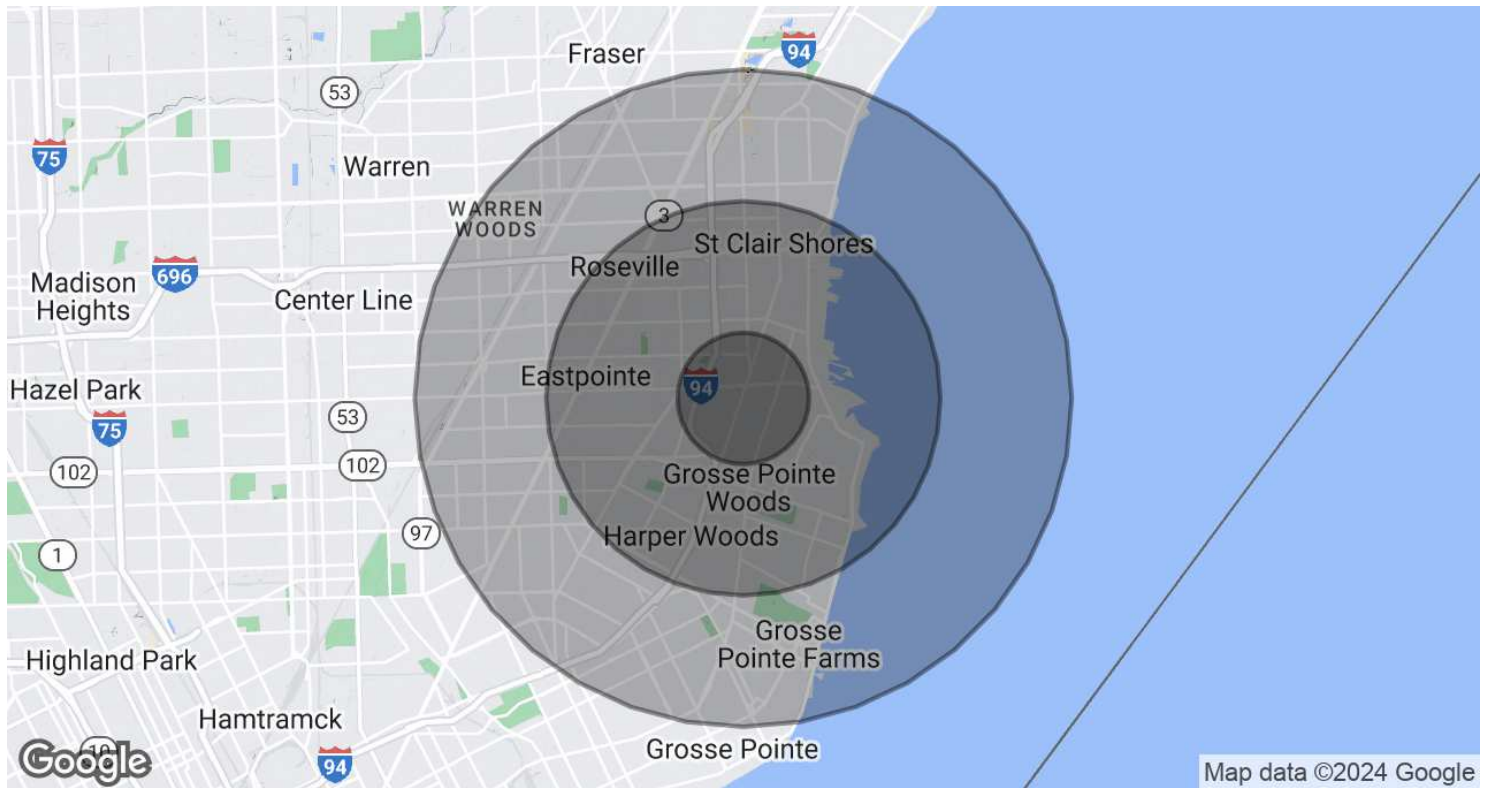 Fraser
94
53
75
Warren
WARREN
WOODS
3
St Clair Shores
Roseville
696
Madison
Heights
Center Line
Eastpointe
94
Hazel Park
53
75
102
102
Grosse Pointe
Woods
97
Harper Woods
1
Grosse
Pointe Farms
Highland Park
Hamtramck
Grosse Pointe
10
Google
94
Map data ©2024 Google